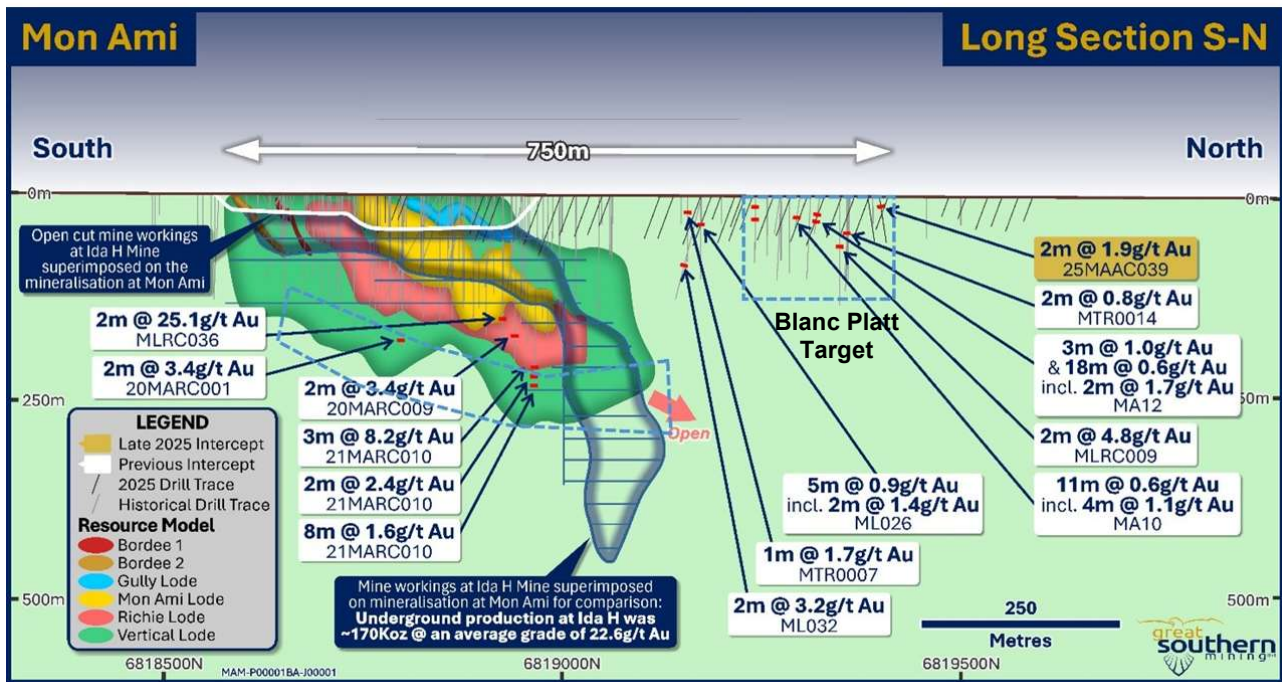 Mon Ami
Long Section S-N
South
750m
North
0m
0m
Open cut mine workings
at Ida H Mine
superimposed on the
mineralisation at Mon Ami
2m @ 25.1g/t Au
MLRC036
2m @ 3.4g/t Au
20MARC001
2m @ 3.4g/t Au
20MARC009
3m @ 8.2g/t Au
21MARC010
2m @ 2.4g/t Au
21MARC010
8m @ 1.6g/t Au
21MARC010
Blanc Platt
Target
2m @ 1.9g/t Au
25MAAC039
2m @ 0.8g/t Au
MTR0014
3m @ 1.0g/t Au
& 18m @ 0.6g/t Au
incl. 2m @ 1.7g/t Au
MA12
2m @ 4.8g/t Au
MLRC009
11m @ 0.6g/t Au
incl. 4m @ 1.1g/t Au
MA10
5m @ 0.9g/t Au
incl. 2m @ 1.4g/t Au
ML026
1m @ 1.7g/t Au
MTR0007
2m @ 3.2g/t Au
ML032
Open
250m
50m
LEGEND
Late 2025 Intercept
Previous Intercept
2025 Drill Trace
Historical Drill Trace
Resource Model
Bordee 1
Bordee 2
Gully Lode
Mon Ami Lode
Richie Lode
Vertical Lode
Mine workings at Ida H Mine superimposed
on mineralisation at Mon Ami for comparison:
Underground production at Ida H was
~170Koz @ an average grade of 22.6g/t Au
500m
500m
250
Metres
great
southern
mining
6818500N
MAM-P00001BA-J00001
6819000N
6819500N